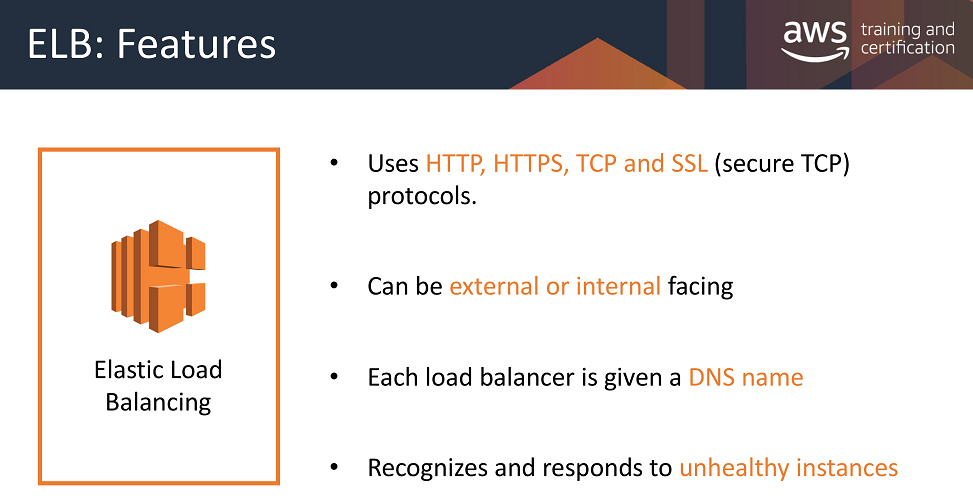 ELB: Features
aws training and
certification
Elastic Load
Balancing
• Uses HTTP, HTTPS, TCP and SSL (secure TCP)
protocols.
• Can be external or internal facing
• Each load balancer is given a DNS name
• Recognizes and responds to unhealthy instances